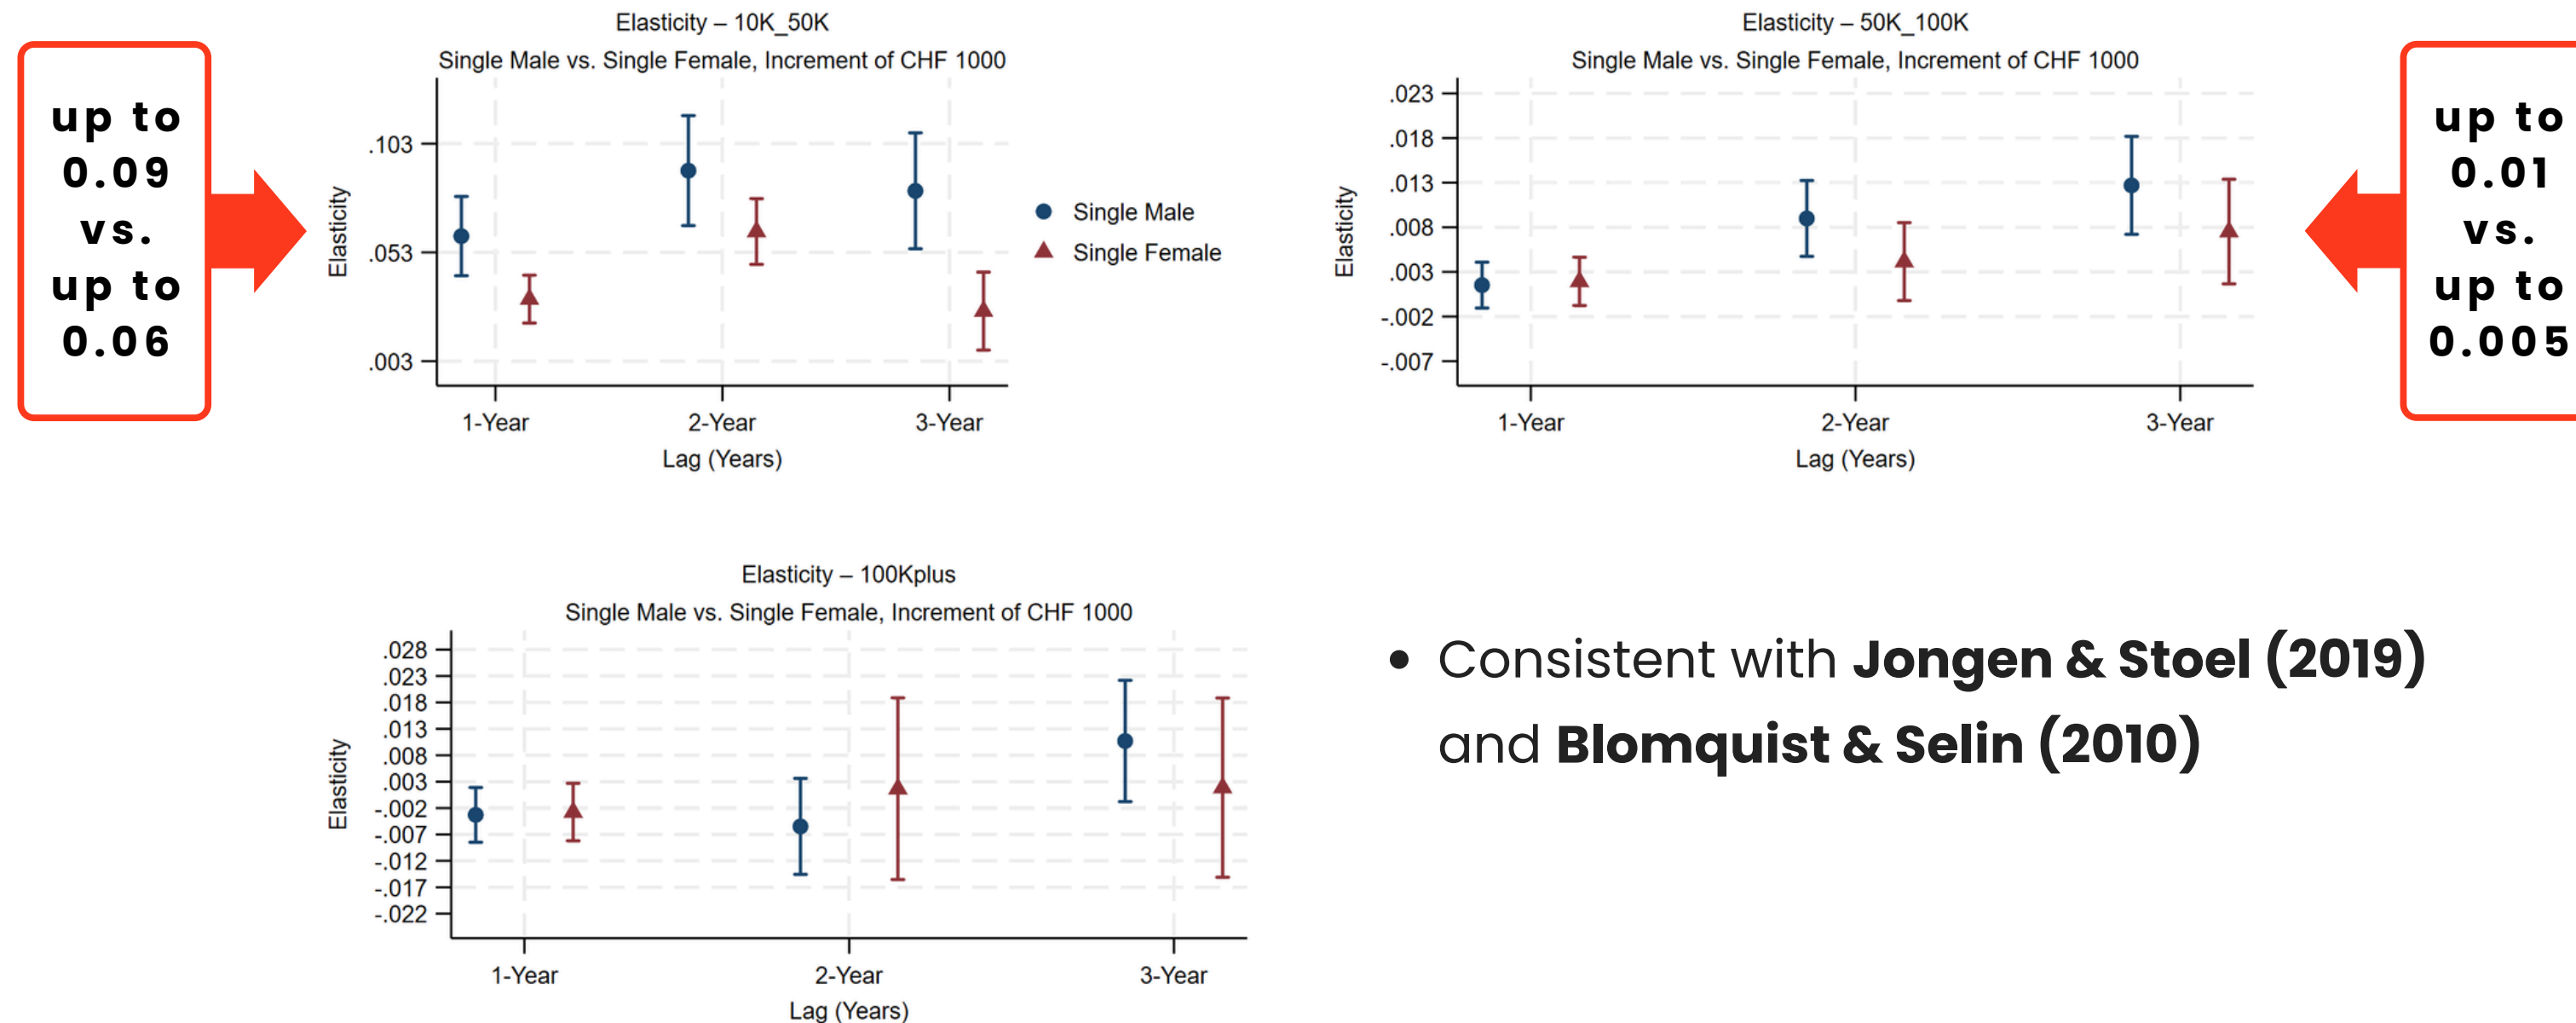 up to
0.09
vs.
up to
0.06
Elasticity – 10K_50K
Single Male vs. Single Female, Increment of CHF 1000
Elasticity
.103
.053
.003
1-Year
2-Year
3-Year
Lag (Years)
Single Male
Single Female
Elasticity – 50K_100K
Single Male vs. Single Female, Increment of CHF 1000
Elasticity
.023
.018
.013
.008
.003
-.002
-.007
1-Year
2-Year
3-Year
Lag (Years)
up to
0.01
vs.
up to
0.005
Elasticity – 100Kplus
Single Male vs. Single Female, Increment of CHF 1000
Elasticity
.028
.023
.018
.013
.008
.003
-.002
-.007
-.012
-.017
-.022
1-Year
2-Year
3-Year
Lag (Years)
• Consistent with Jongen & Stoel (2019)
and Blomquist & Selin (2010)